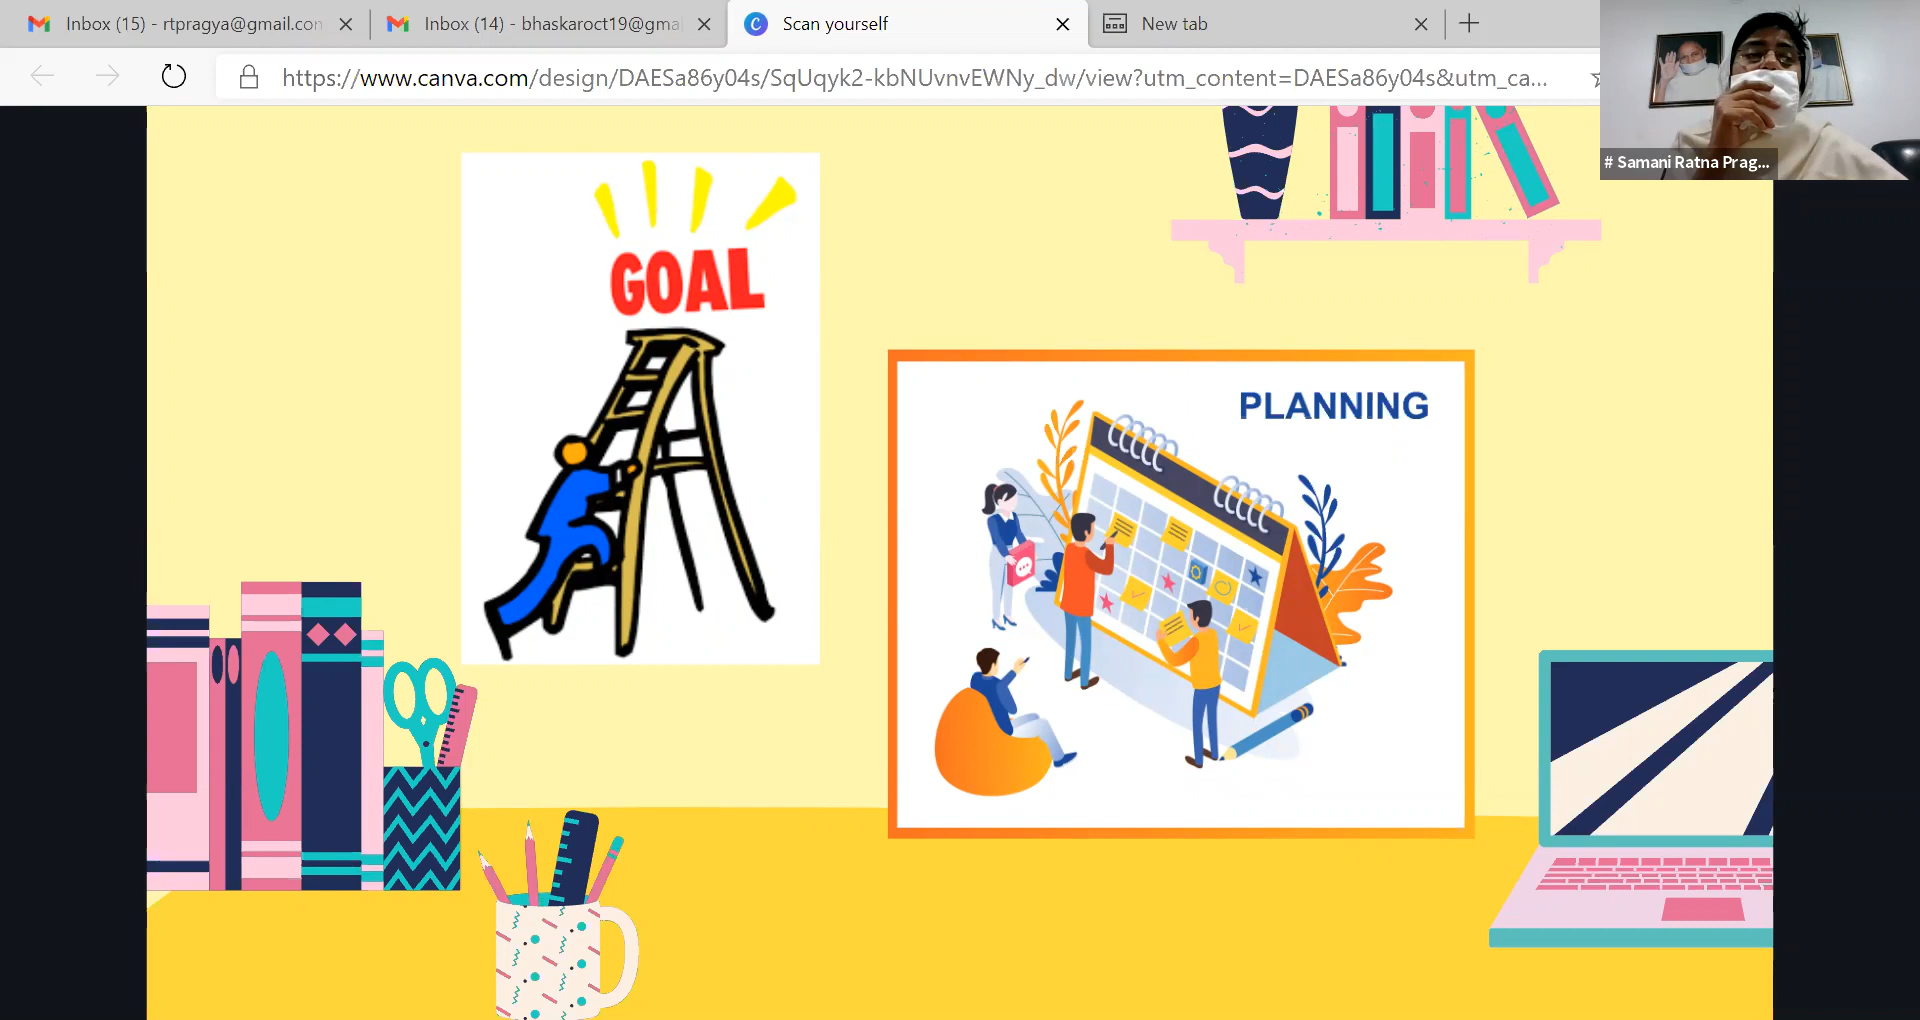 Inbox (15) - rtpragya@gmail.com
Inbox (14) - bhaskaroct19@gma
Scan yourself
New tab
https://www.canva.com/design/DAESa86y04s/SqUqyk2-kbNUvnvEWNy_dw/view?utm_content=DAESa86y04s&utm_ca...
# Samani Ratna Prag...
GOAL
PLANNING